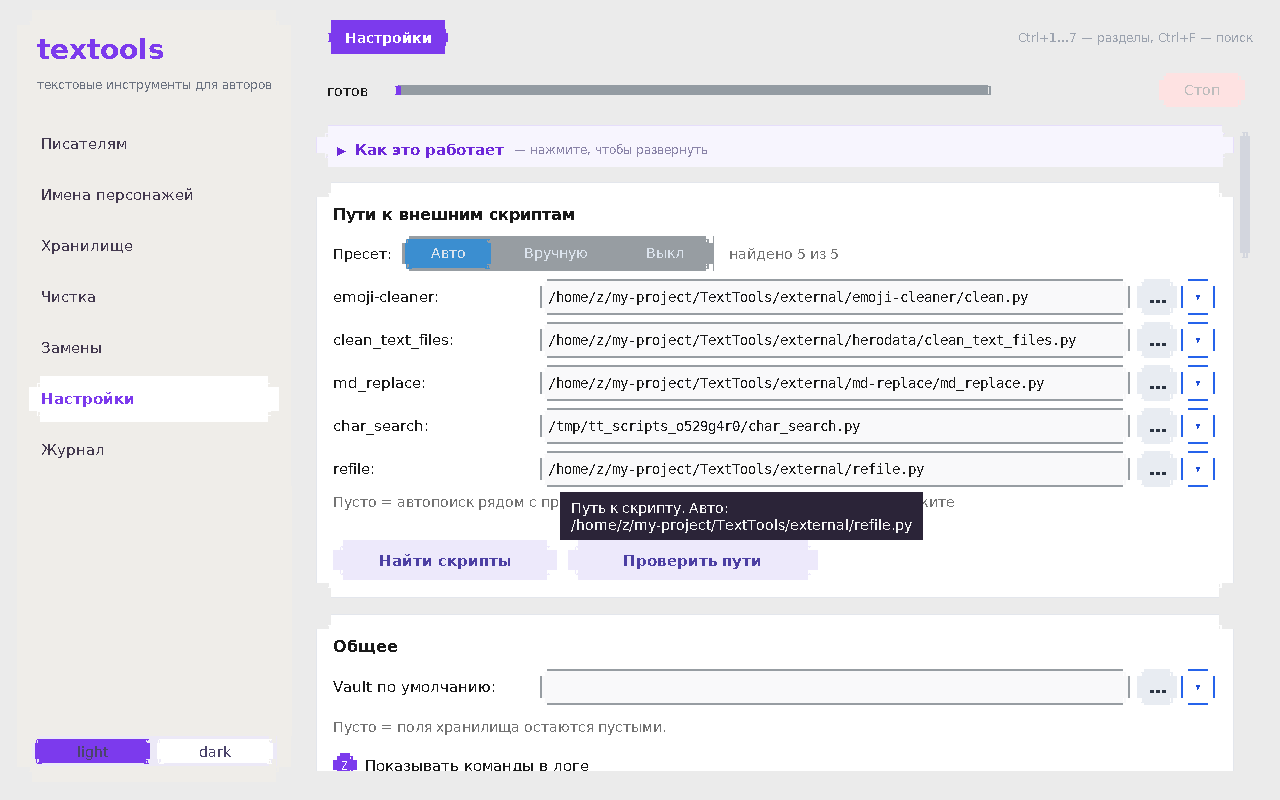 textools
текстовые инструменты для авторов
Писателям
Имена персонажей
Хранилище
Чистка
Замены
Настройки
Журнал
light
dark
Настройки
Ctrl+1…7 — разделы, Ctrl+F — поиск
готов
Стоп
▶ Как это работает — нажмите, чтобы развернуть
Пути к внешним скриптам
Пресет: Авто Вручную Выкл найдено 5 из 5
emoji-cleaner: /home/z/my-project/TextTools/external/emoji-cleaner/clean.py ... ▾
clean_text_files: /home/z/my-project/TextTools/external/herodata/clean_text_files.py ... ▾
md_replace: /home/z/my-project/TextTools/external/md-replace/md_replace.py ... ▾
char_search: /tmp/tt_scripts_o529g4r0/char_search.py ... ▾
refile: /home/z/my-project/TextTools/external/refile.py ... ▾
Пусто = автопоиск рядом с
Путь к скрипту. Авто:
/home/z/my-project/TextTools/external/refile.py
Найти скрипты
Проверить пути
Общее
Vault по умолчанию: ... ▾
Пусто = поля хранилища остаются пустыми.
Z Показывать команды в логе